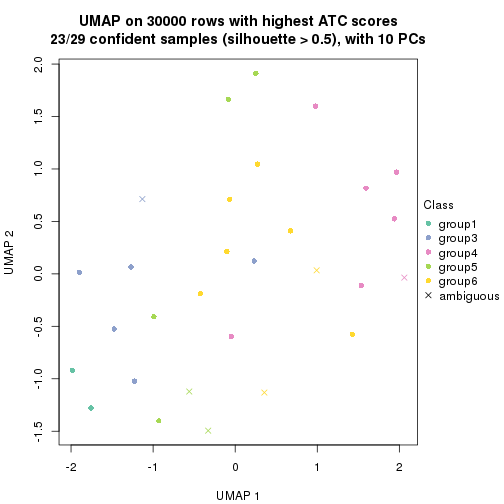 UMAP on 30000 rows with highest ATC scores
23/29 confident samples (silhouette > 0.5), with 10 PCs
2.0
1.5
1.0
0.5
0.0
-0.5
-1.0
-1.5
UMAP 2
-2 -1 0 1 2
UMAP 1
Class
group1
group3
group4
group5
group6
ambiguous